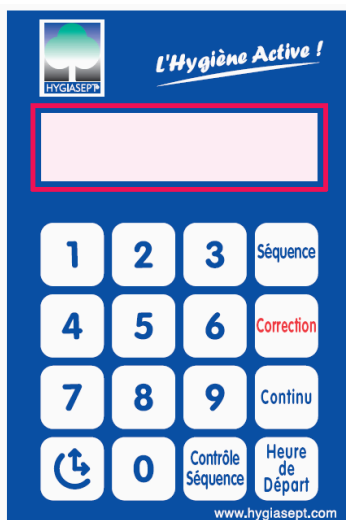 HYGIASEPT
L'Hygiène Active !
1 2 3 Séquence
4 5 6 Correction
7 8 9 Continu
0 Contrôle Séquence Heure de Départ
www.hygiasept.com